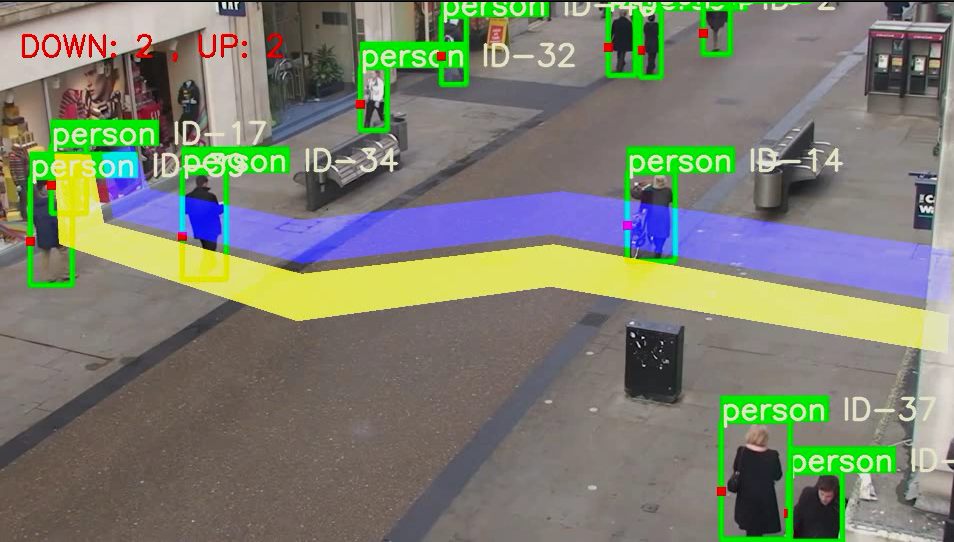 DOWN: 2 , UP: 2
person ID-32
person ID-17
person ID-34
person ID-14
person
person ID-37
person ID-